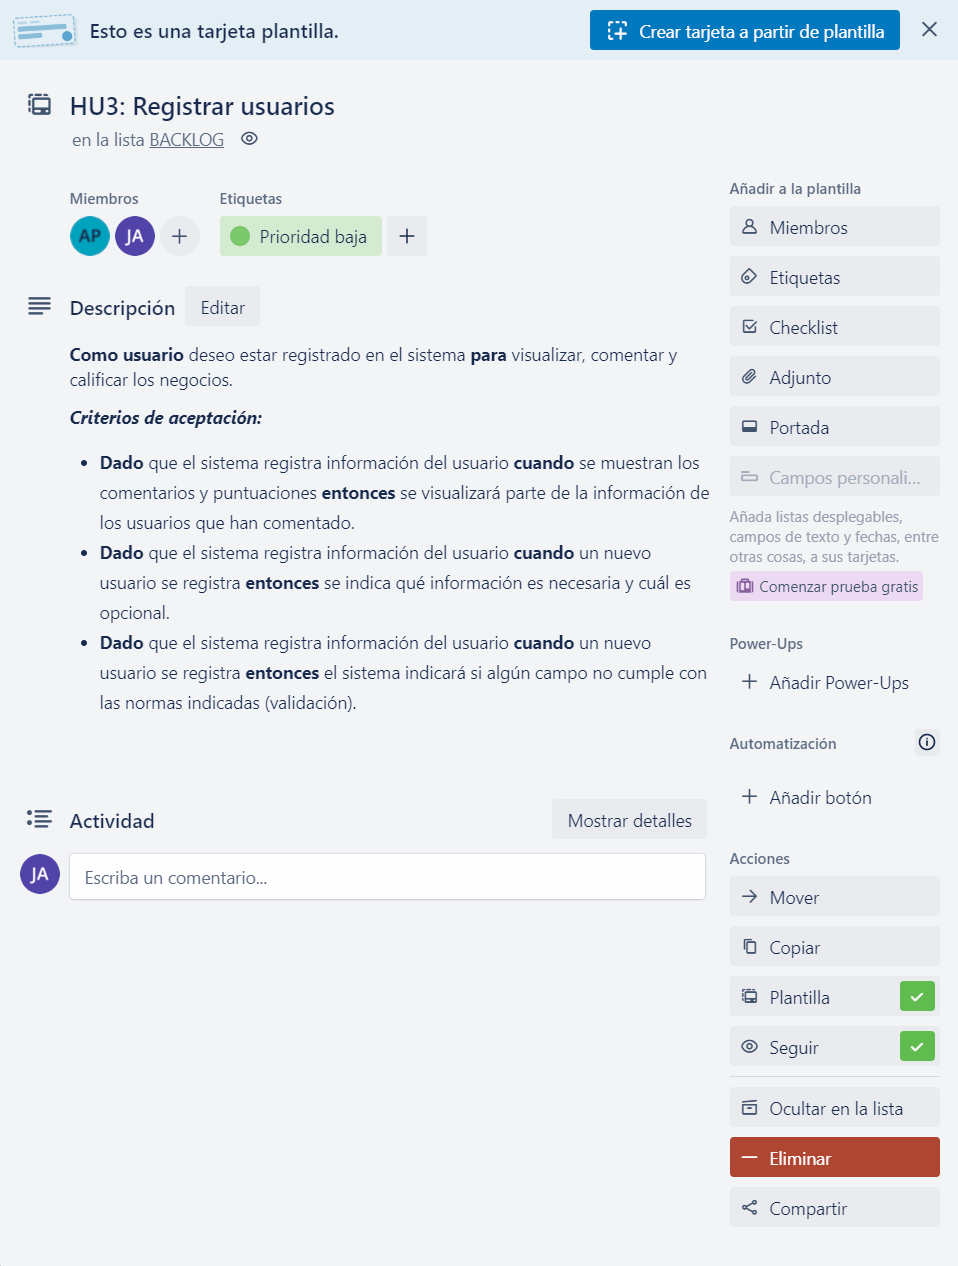 Esto es una tarjeta plantilla.
Crear tarjeta a partir de plantilla
HU3: Registrar usuarios
en la lista BACKLOG
Miembros
Etiquetas
AP
JA
Prioridad baja
Descripción
Editar
Como usuario deseo estar registrado en el sistema para visualizar, comentar y
calificar los negocios.
Criterios de aceptación:
• Dado que el sistema registra información del usuario cuando se muestran los
comentarios y puntuaciones entonces se visualizará parte de la información de
los usuarios que han comentado.
• Dado que el sistema registra información del usuario cuando un nuevo
usuario se registra entonces se indica qué información es necesaria y cuál es
opcional.
• Dado que el sistema registra información del usuario cuando un nuevo
usuario se registra entonces el sistema indicará si algún campo no cumple con
las normas indicadas (validación).
Actividad
Mostrar detalles
JA
Escriba un comentario...
Añadir a la plantilla
Miembros
Etiquetas
Checklist
Adjunto
Portada
Campos personali...
Añada listas desplegables,
campos de texto y fechas, entre
otras cosas, a sus tarjetas.
Comenzar prueba gratis
Power-Ups
Añadir Power-Ups
Automatización
Añadir botón
Acciones
Mover
Copiar
Plantilla
Seguir
Ocultar en la lista
Eliminar
Compartir